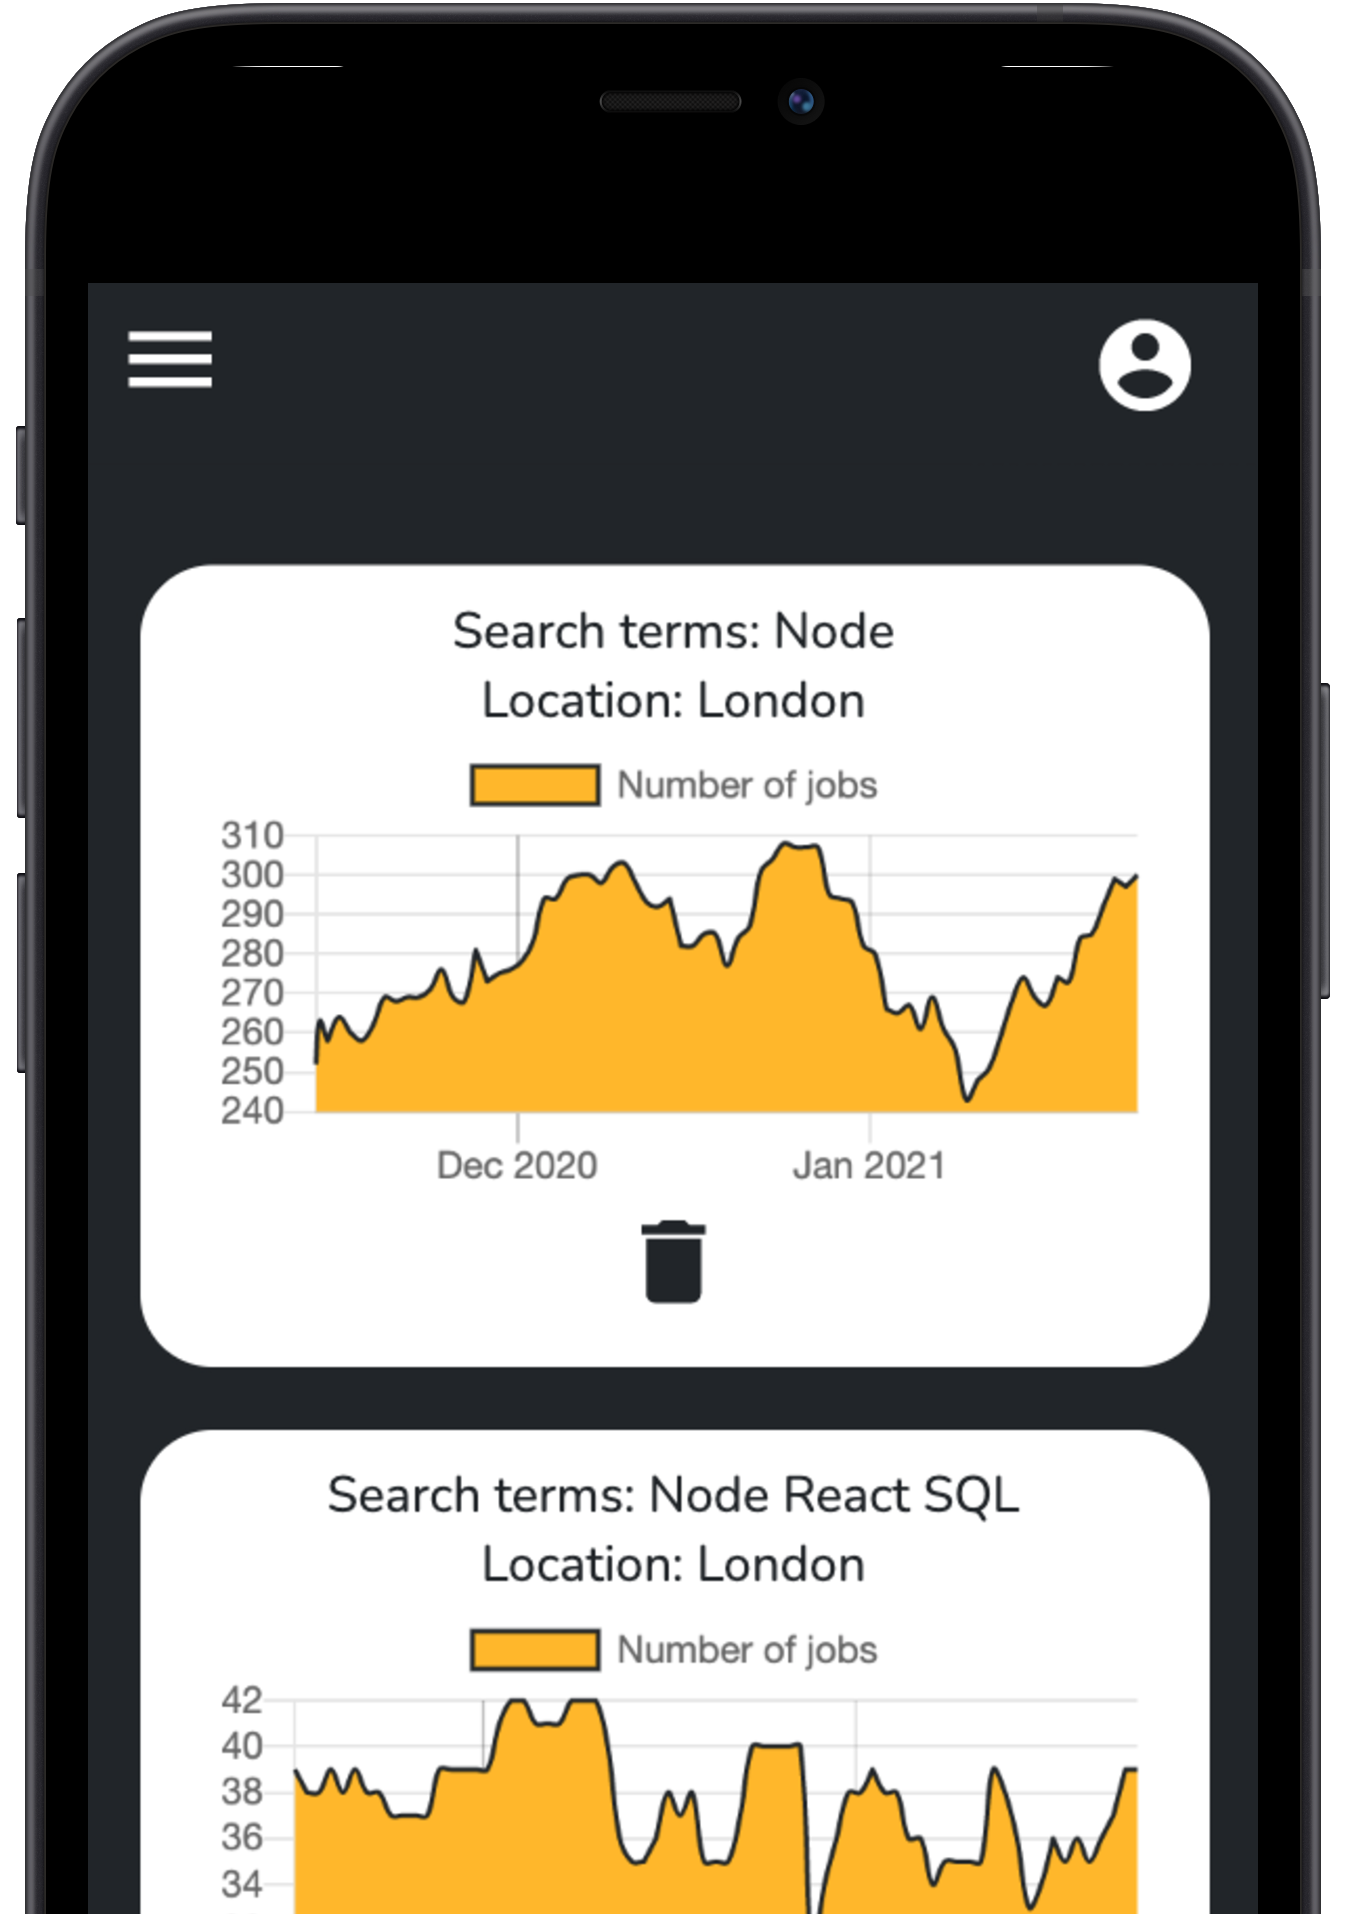 Search terms: Node
Location: London
Number of jobs
310
300
290
280
270
260
250
240
Dec 2020
Jan 2021
Search terms: Node React SQL
Location: London
Number of jobs
42
40
38
36
34